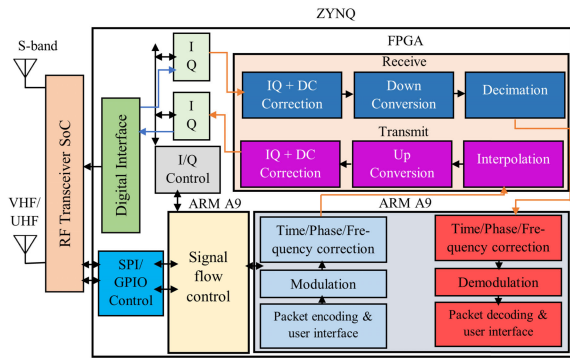 ZYNQ
S-band
FPGA
I
Q
Receive
IQ + DC
Correction
Down
Conversion
Decimation
I
Q
Transmit
IQ + DC
Correction
Up
Conversion
Interpolation
RF Transceiver SoC
Digital Interface
I/Q
Control
VHF/
UHF
ARM A9
ARM A9
SPI/
GPIO
Control
Signal
flow
control
Time/Phase/Fre-
quency correction
Modulation
Packet encoding &
user interface
Time/Phase/Fre-
quency correction
Demodulation
Packet decoding &
user interface